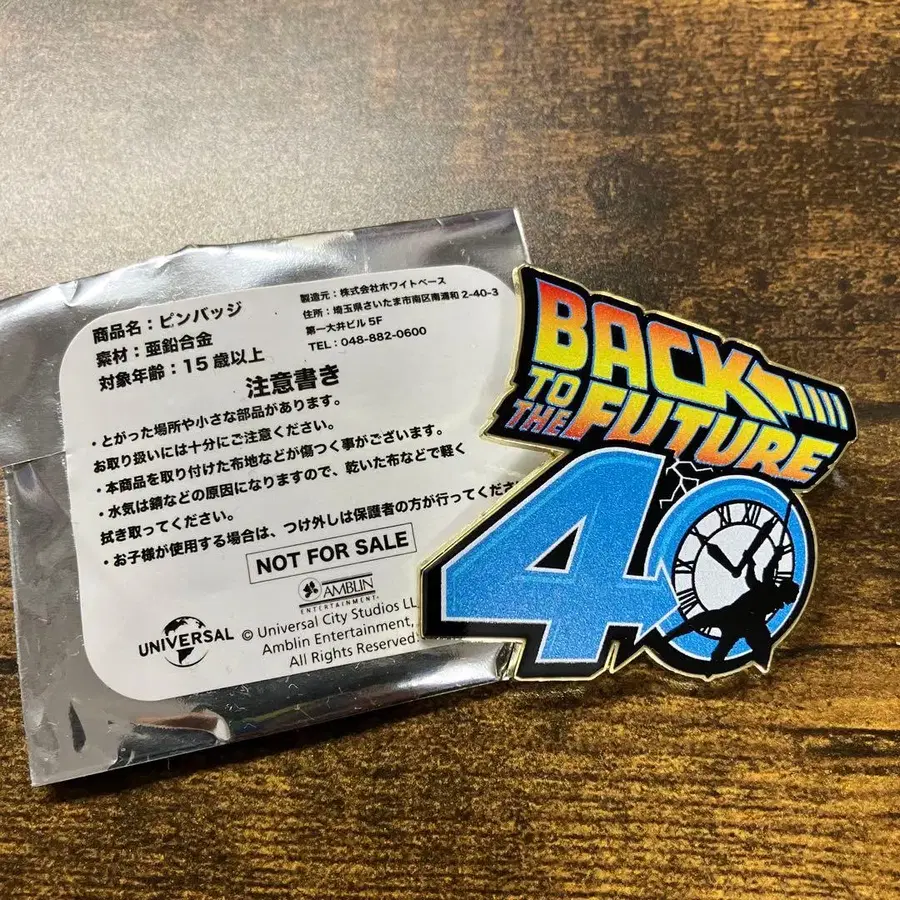 商品名：ピンバッジ
素材：亜鉛合金
対象年齢：15歳以上
製造元：株式会社ホワイトベース
住所：埼玉県さいたま市南区南浦和2-40-3
第一大井ビル5F
TEL：048-882-0600
注意書き
・とがった場所や小さな部品があります。
お取り扱いには十分にご注意ください。
・本商品を取り付けた布地などが傷つく事がございます。
・水気は錆などの原因になりますので、乾いた布などで軽く
拭き取ってください。
・お子様が使用する場合は、つけ外しは保護者の方が行ってくださ
NOT FOR SALE
AMBLIN
ENTERTAINMENT
UNIVERSAL
© Universal City Studios LL
Amblin Entertainment,
All Rights Reserved.
BACK
TO THE FUTURE
40
XII
I
II
III